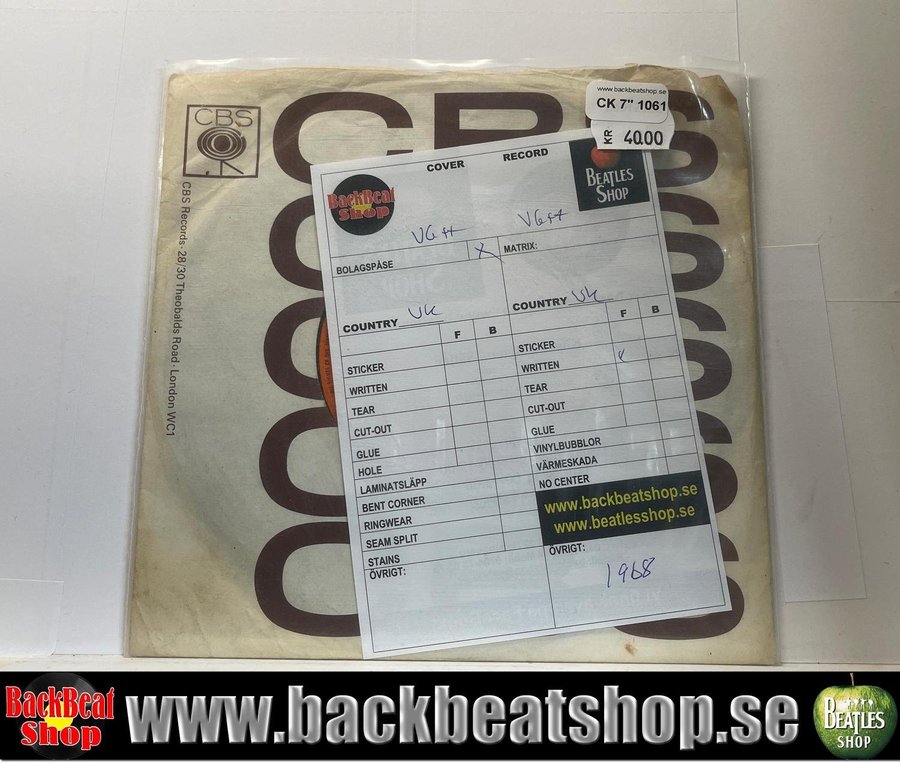 CBS
CBS
CBS Records · 28/30 Theobalds Road · London WC1
www.backbeatshop.se
CK 7" 1061
KR 40.00
COVER RECORD
BackBeat
Shop
BEATLES
SHOP
VG++ VG++
BOLAGSPÅSE X MATRIX:
COUNTRY UK COUNTRY UK
F B F B
STICKER STICKER
WRITTEN WRITTEN
TEAR TEAR
CUT-OUT CUT-OUT
GLUE GLUE
HOLE VINYLBUBBLOR
LAMINATSLÄPP VÄRMESKADA
BENT CORNER NO CENTER
RINGWEAR
SEAM SPLIT
STAINS
www.backbeatshop.se
www.beatlesshop.se
ÖVRIGT: ÖVRIGT:
1968
BackBeat
Shop
www.backbeatshop.se
BEATLES
SHOP